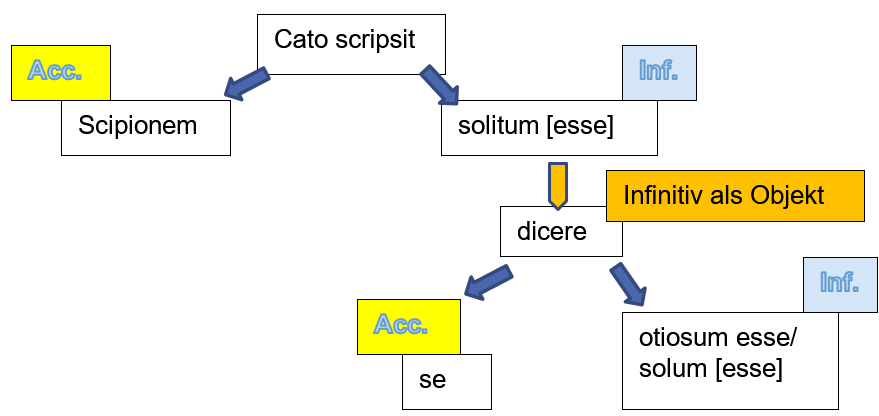 Cato scripsit
Acc.
Inf.
Scipionem
solitum [esse]
Infinitiv als Objekt
dicere
Inf.
Acc.
otiosum esse/
solum [esse]
se